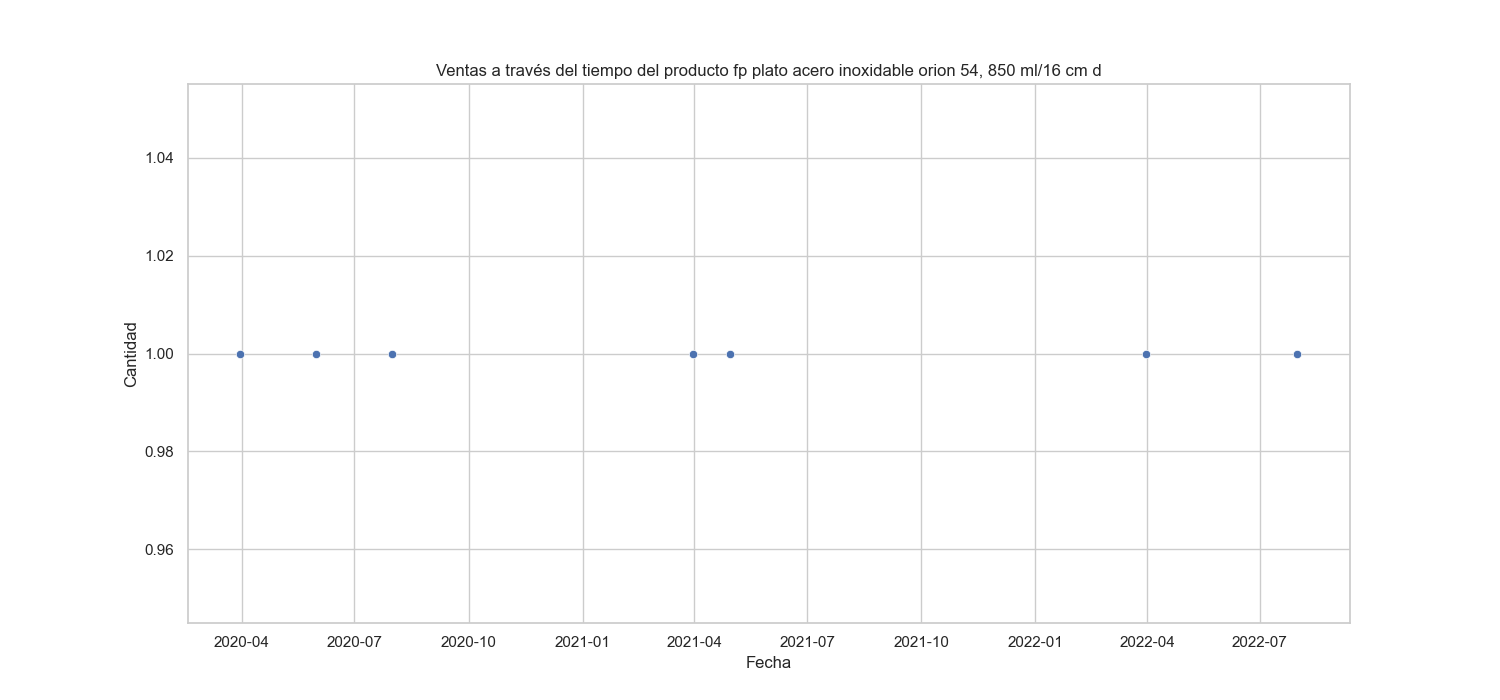 Ventas a través del tiempo del producto fp plato acero inoxidable orion 54, 850 ml/16 cm d
1.04
1.02
1.00
0.98
0.96
Cantidad
2020-04 2020-07 2020-10 2021-01 2021-04 2021-07 2021-10 2022-01 2022-04 2022-07
Fecha